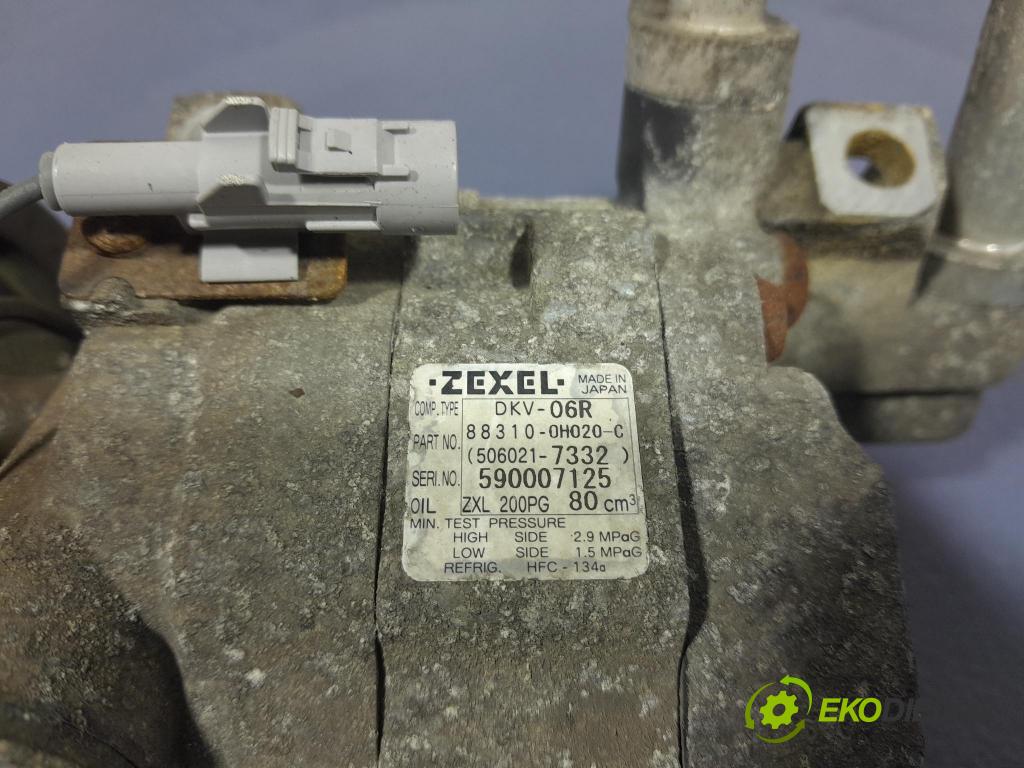 ·ZEXEL· MADE IN JAPAN
COMP. TYPE DKV-06R
PART NO. 88310-0H020-C
(506021-7332 )
SERI. NO. 590007125
OIL ZXL 200PG 80 cm³
MIN. TEST PRESSURE
HIGH SIDE 2.9 MPaG
LOW SIDE 1.5 MPaG
REFRIG. HFC-134a